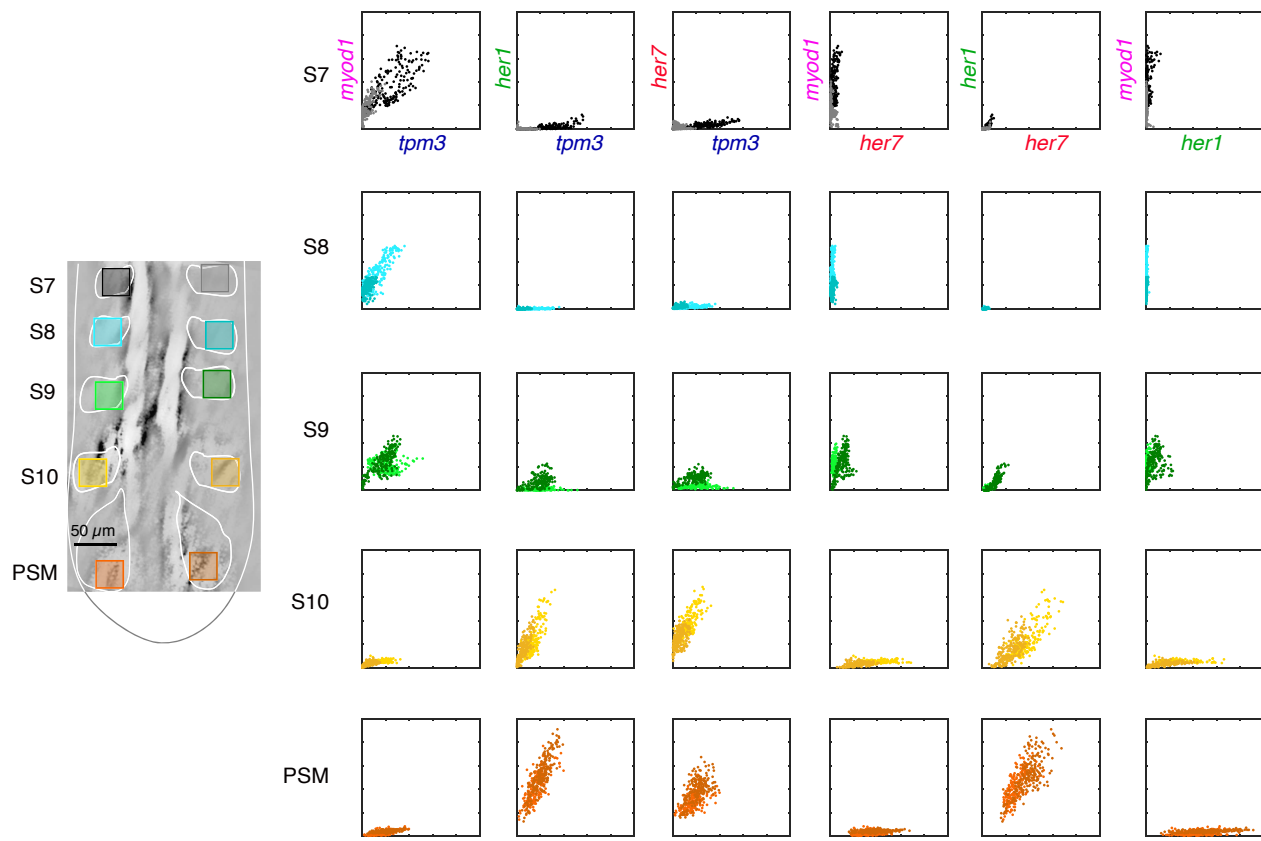 S7
myod1
tpm3
her1
tpm3
her7
tpm3
myod1
her7
her1
her7
myod1
her1
S8
S9
S10
PSM
S7
S8
S9
S10
50 µm
PSM